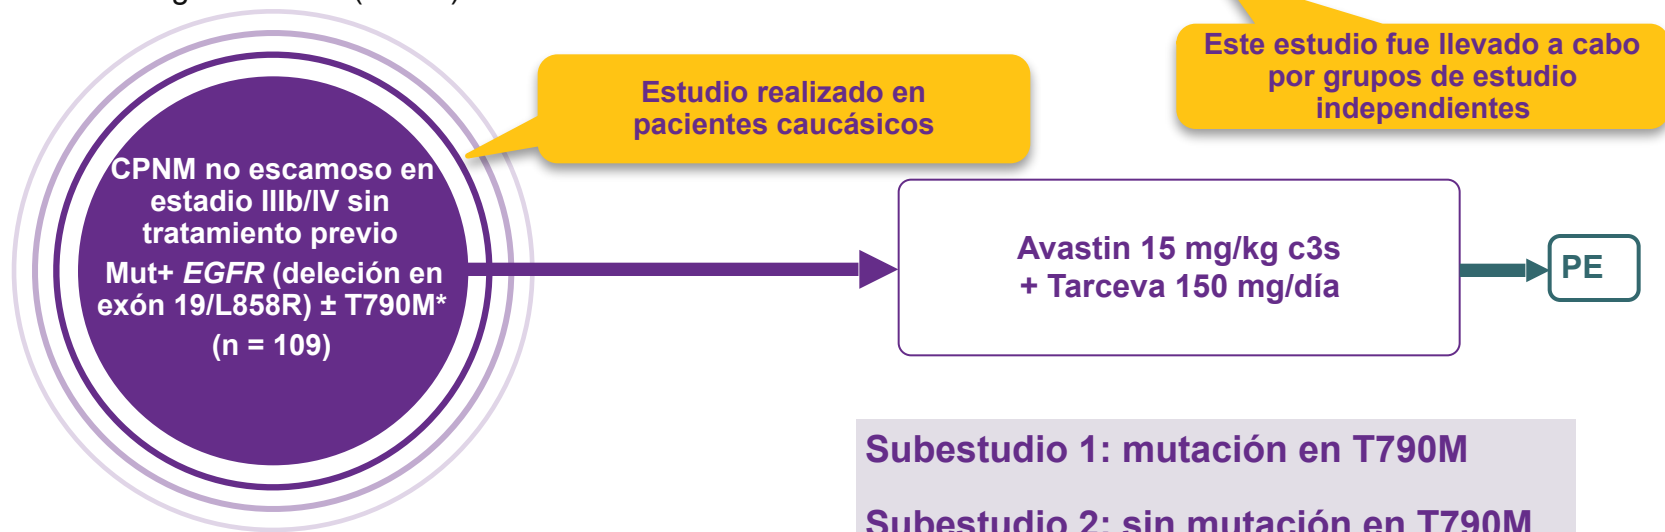 Este estudio fue llevado a cabo
por grupos de estudio
independientes
Estudio realizado en
pacientes caucásicos
CPNM no escamoso en
estadio IIIb/IV sin
tratamiento previo
Mut+ EGFR (deleción en
exón 19/L858R) ± T790M*
(n = 109)
Avastin 15 mg/kg c3s
+ Tarceva 150 mg/día
PE
Subestudio 1: mutación en T790M
Subestudio 2: sin mutación en T790M